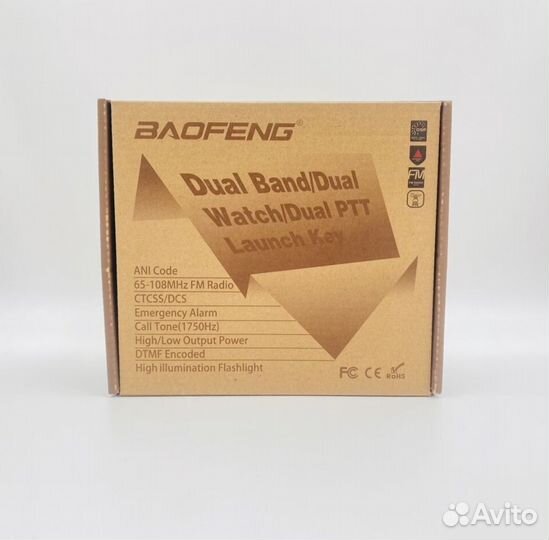 BAOFENG®
Dual Band/Dual
Watch/Dual PTT
Launch Key
ANI Code
65-108MHz FM Radio
CTCSS/DCS
Emergency Alarm
Call Tone(1750Hz)
High/Low Output Power
DTMF Encoded
High illumination Flashlight
FC CE RoHS
DSP
FM
Avito